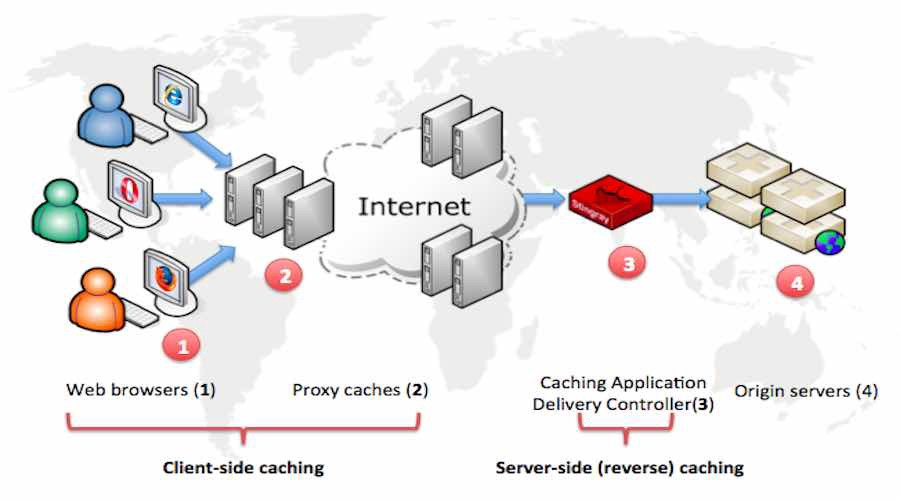 Internet
Stingray
1
2
3
4
Web browsers (1)
Proxy caches (2)
Caching Application
Delivery Controller(3)
Origin servers (4)
Client-side caching
Server-side (reverse) caching